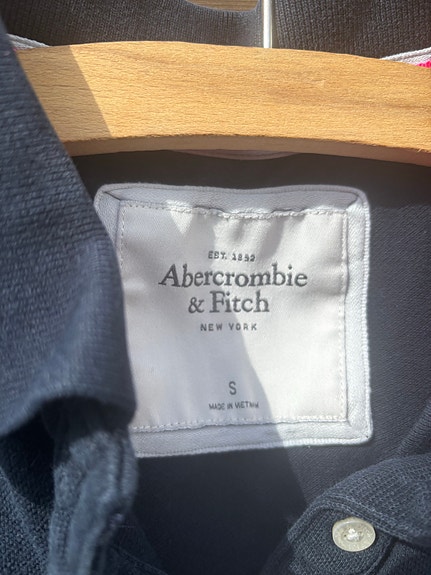 EST. 1892
Abercrombie
& Fitch
NEW YORK
S
MADE IN VIETNAM